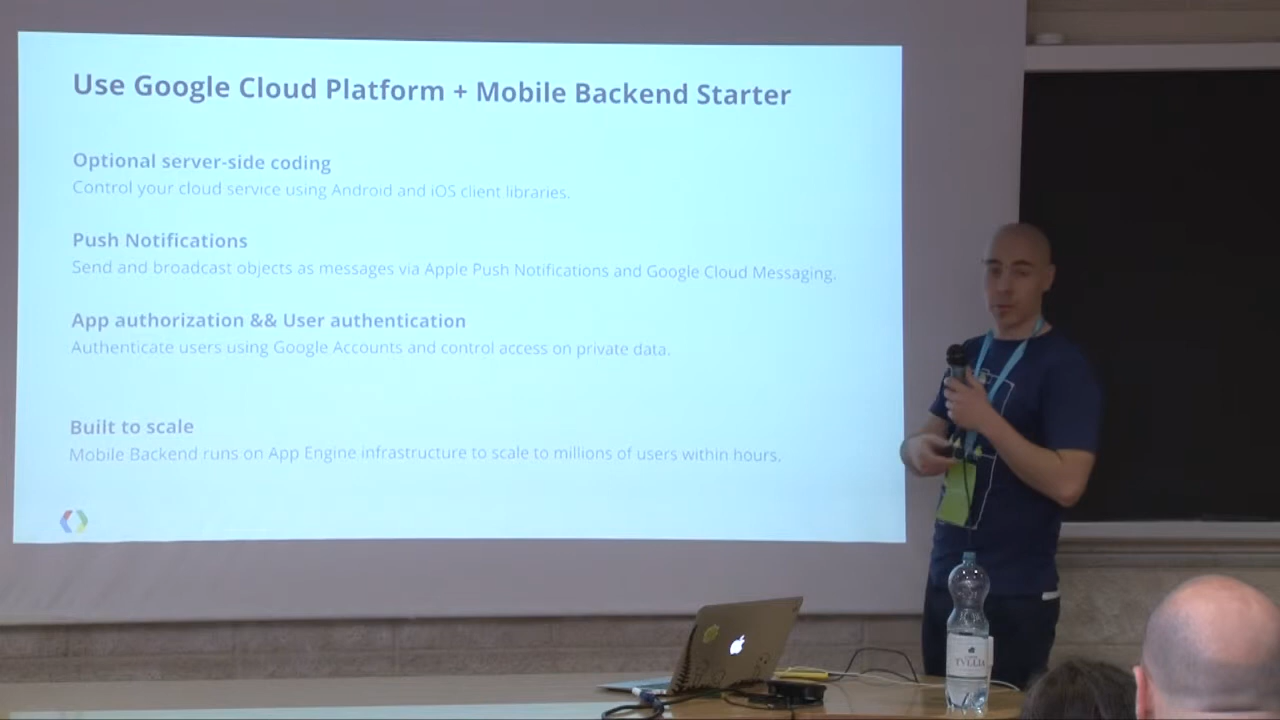 Use Google Cloud Platform + Mobile Backend Starter
Optional server-side coding
Control your cloud service using Android and iOS client libraries.
Push Notifications
Send and broadcast objects as messages via Apple Push Notifications and Google Cloud Messaging.
App authorization && User authentication
Authenticate users using Google Accounts and control access on private data.
Built to scale
Mobile Backend runs on App Engine infrastructure to scale to millions of users within hours.
TYLLIA